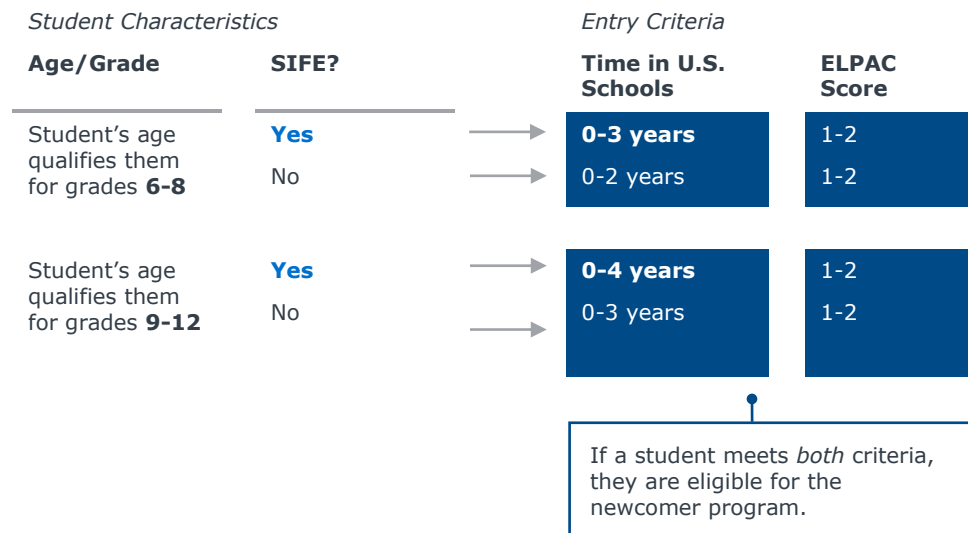 Student Characteristics
Entry Criteria
Age/Grade
SIFE?
Time in U.S.
Schools
ELPAC
Score
Student’s age
qualifies them
for grades 6-8
Yes
0-3 years
1-2
No
0-2 years
1-2
Student’s age
qualifies them
for grades 9-12
Yes
0-4 years
1-2
No
0-3 years
1-2
If a student meets both criteria,
they are eligible for the
newcomer program.